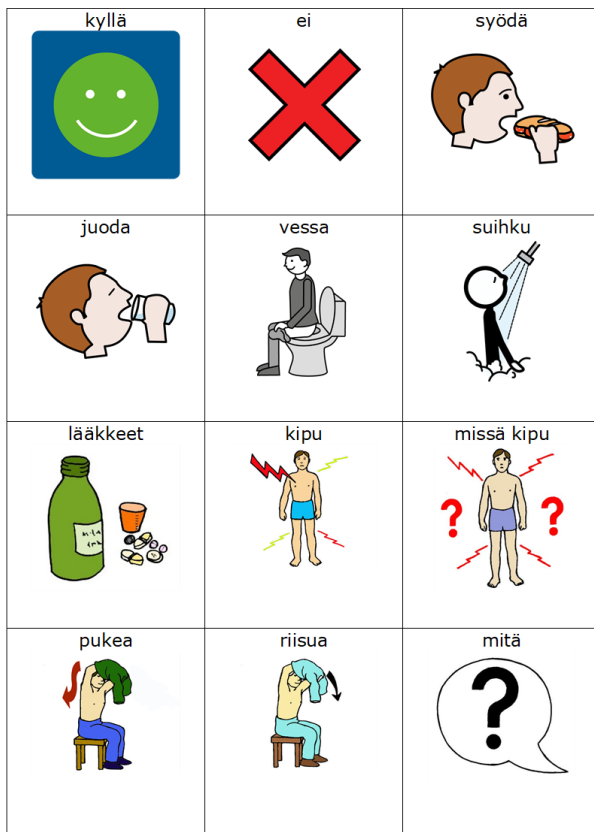 kyllä
ei
syödä
juoda
vessa
suihku
lääkkeet
kipu
missä kipu
?
?
pukea
riisua
mitä
?